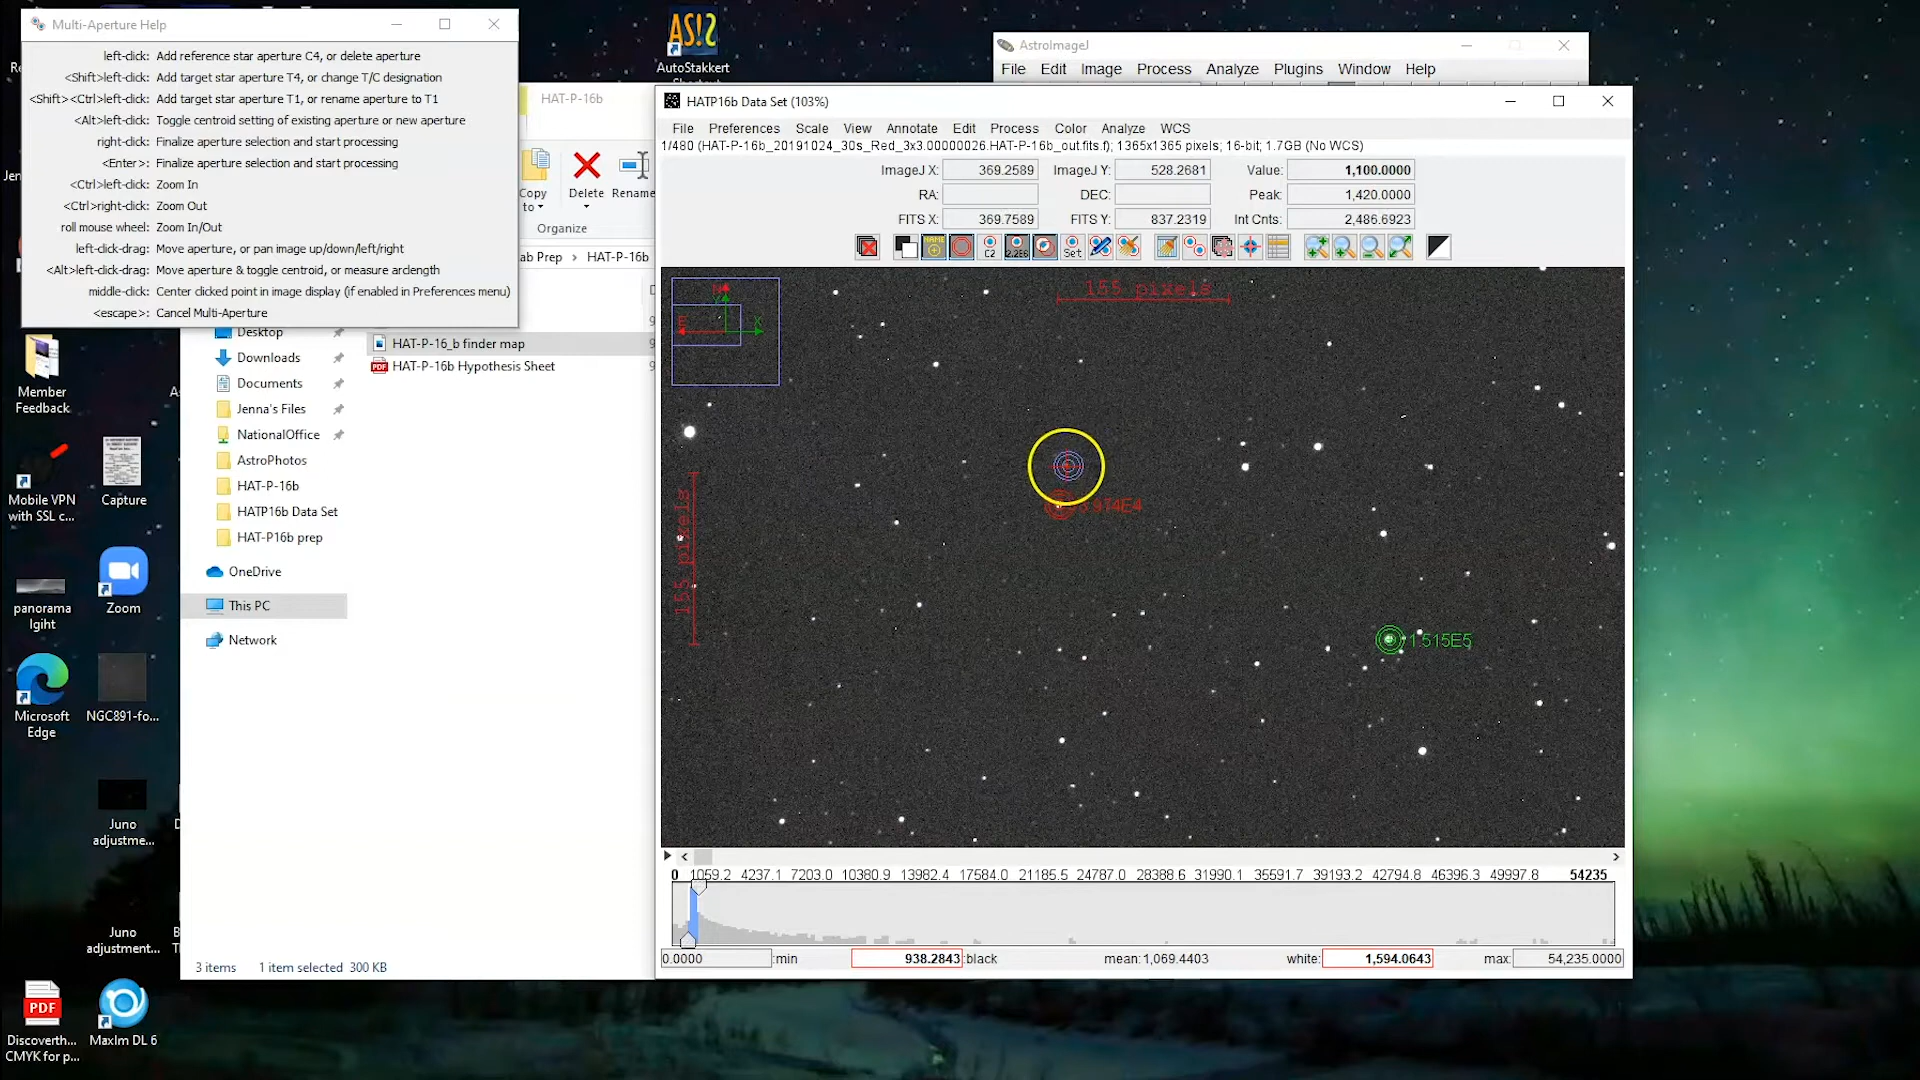 Multi-Aperture Help
left-click: Add reference star aperture C4, or delete aperture
<Shift>left-click: Add target star aperture T4, or change T/C designation
<Shift><Ctrl>left-click: Add target star aperture T1, or rename aperture to T1
<Alt>left-click: Toggle centroid setting of existing aperture or new aperture
right-click: Finalize aperture selection and start processing
<Enter>: Finalize aperture selection and start processing
<Ctrl>left-click: Zoom In
<Ctrl>right-click: Zoom Out
roll mouse wheel: Zoom In/Out
left-click-drag: Move aperture, or pan image up/down/left/right
<Alt>left-click-drag: Move aperture & toggle centroid, or measure arclength
middle-click: Center clicked point in image display (if enabled in Preferences menu)
<escape>: Cancel Multi-Aperture
AutoStakkert
HAT-P-16b
Copy to
Delete
Rename
Organize
ab Prep > HAT-P-16b
HAT-P-16_b finder map
HAT-P-16b Hypothesis Sheet
Desktop
Downloads
Documents
Jenna's Files
NationalOffice
AstroPhotos
HAT-P-16b
HATP16b Data Set
HAT-P16b prep
OneDrive
This PC
Network
3 items 1 item selected 300 KB
Member
Feedback
Mobile VPN
with SSL c...
Capture
panorama
lgiht
Zoom
Microsoft
Edge
NGC891-fo...
Juno
adjustme...
Juno
adjustment...
PDF
Discoverth...
CMYK for p...
MaxIm DL 6
AstroImageJ
File Edit Image Process Analyze Plugins Window Help
HATP16b Data Set (103%)
File Preferences Scale View Annotate Edit Process Color Analyze WCS
1/480 (HAT-P-16b_20191024_30s_Red_3x3.00000026.HAT-P-16b_out.fits.f); 1365x1365 pixels; 16-bit; 1.7GB (No WCS)
ImageJ X: 369.2589 ImageJ Y: 528.2681 Value: 1,100.0000
RA: DEC: Peak: 1,420.0000
FITS X: 369.7589 FITS Y: 837.2319 Int Cnts: 2,486.6923
NAME C2 2.2E6 Set
N
Y
E
X
155 pixels
155 pixels
974E4
1.515E5
0 1059.2 4237.1 7203.0 10380.9 13982.4 17584.0 21185.5 24787.0 28388.6 31990.1 35591.7 39193.2 42794.8 46396.3 49997.8 54235
0.0000 :min 938.2843 :black mean:1,069.4403 white: 1,594.0643 max: 54,235.0000